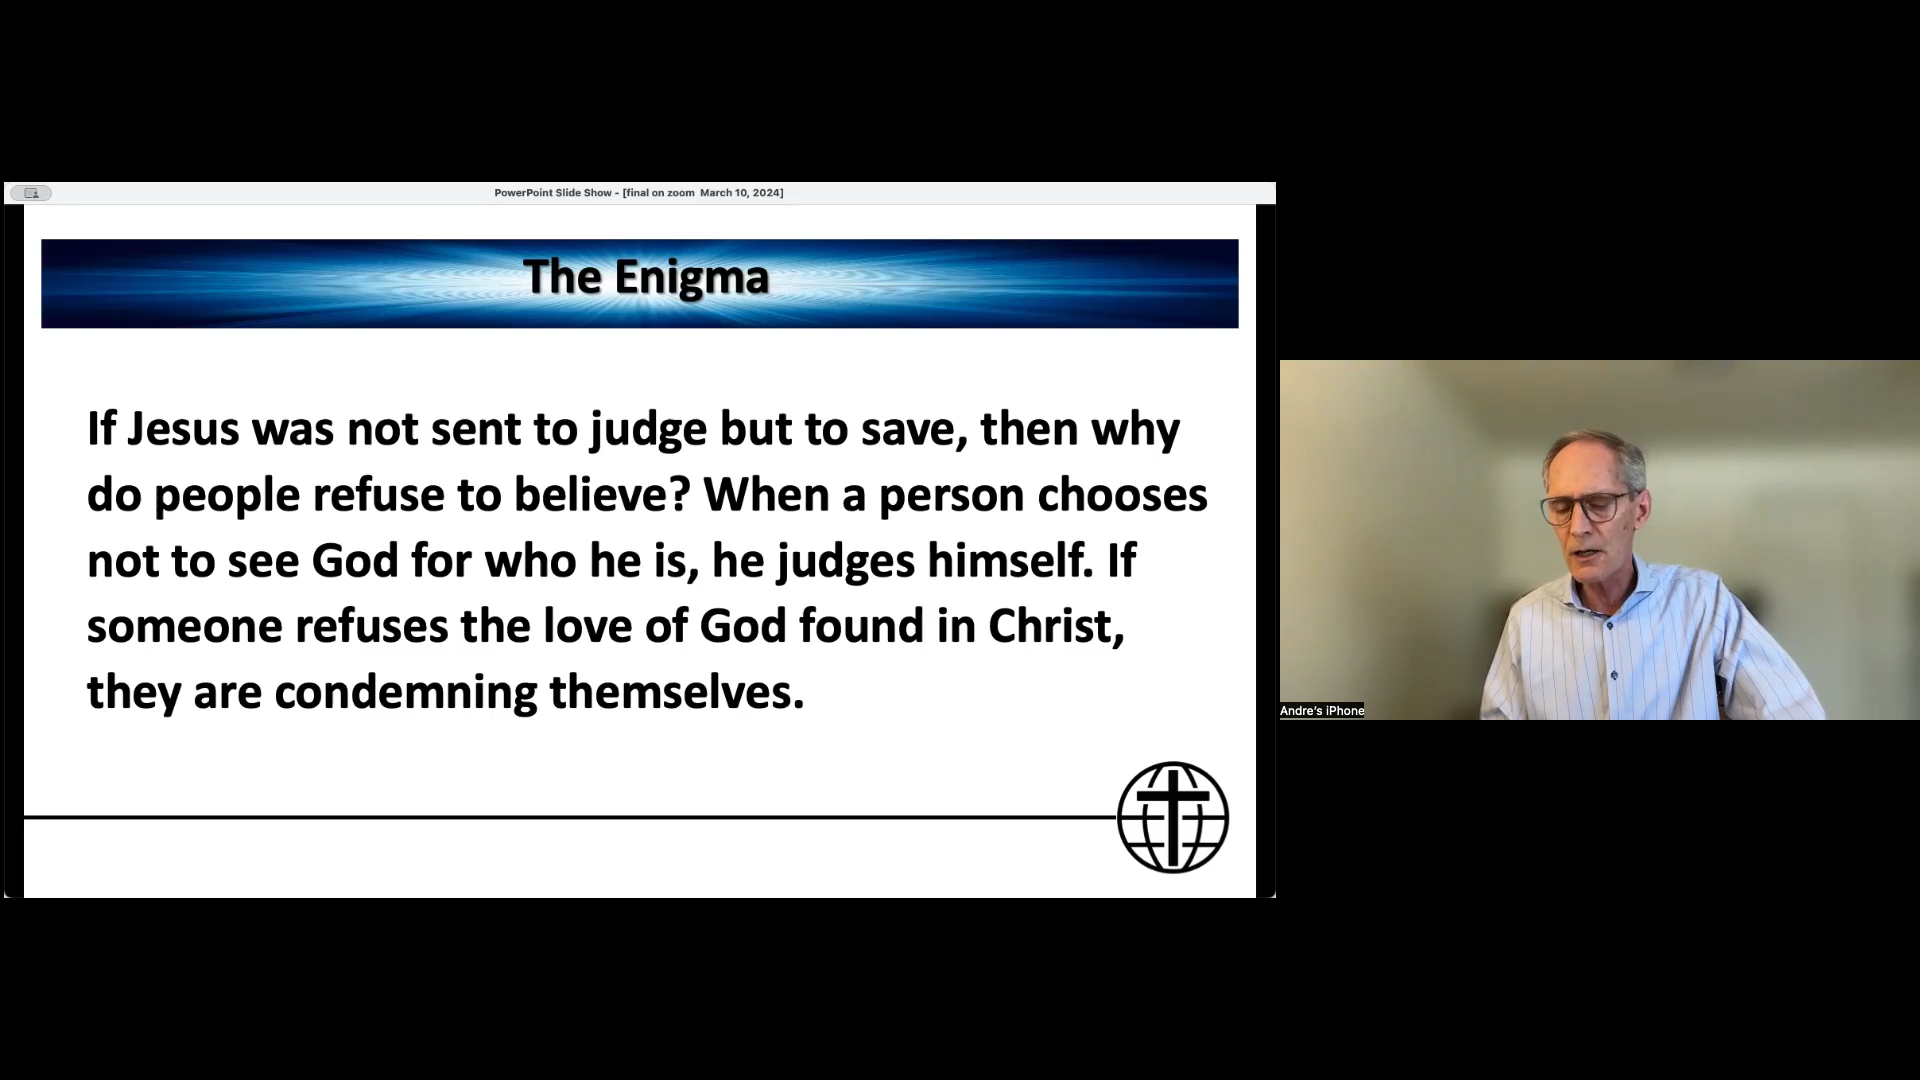 PowerPoint Slide Show - [final on zoom  March 10, 2024]
The Enigma
If Jesus was not sent to judge but to save, then why
do people refuse to believe? When a person chooses
not to see God for who he is, he judges himself. If
someone refuses the love of God found in Christ,
they are condemning themselves.
Andre's iPhone